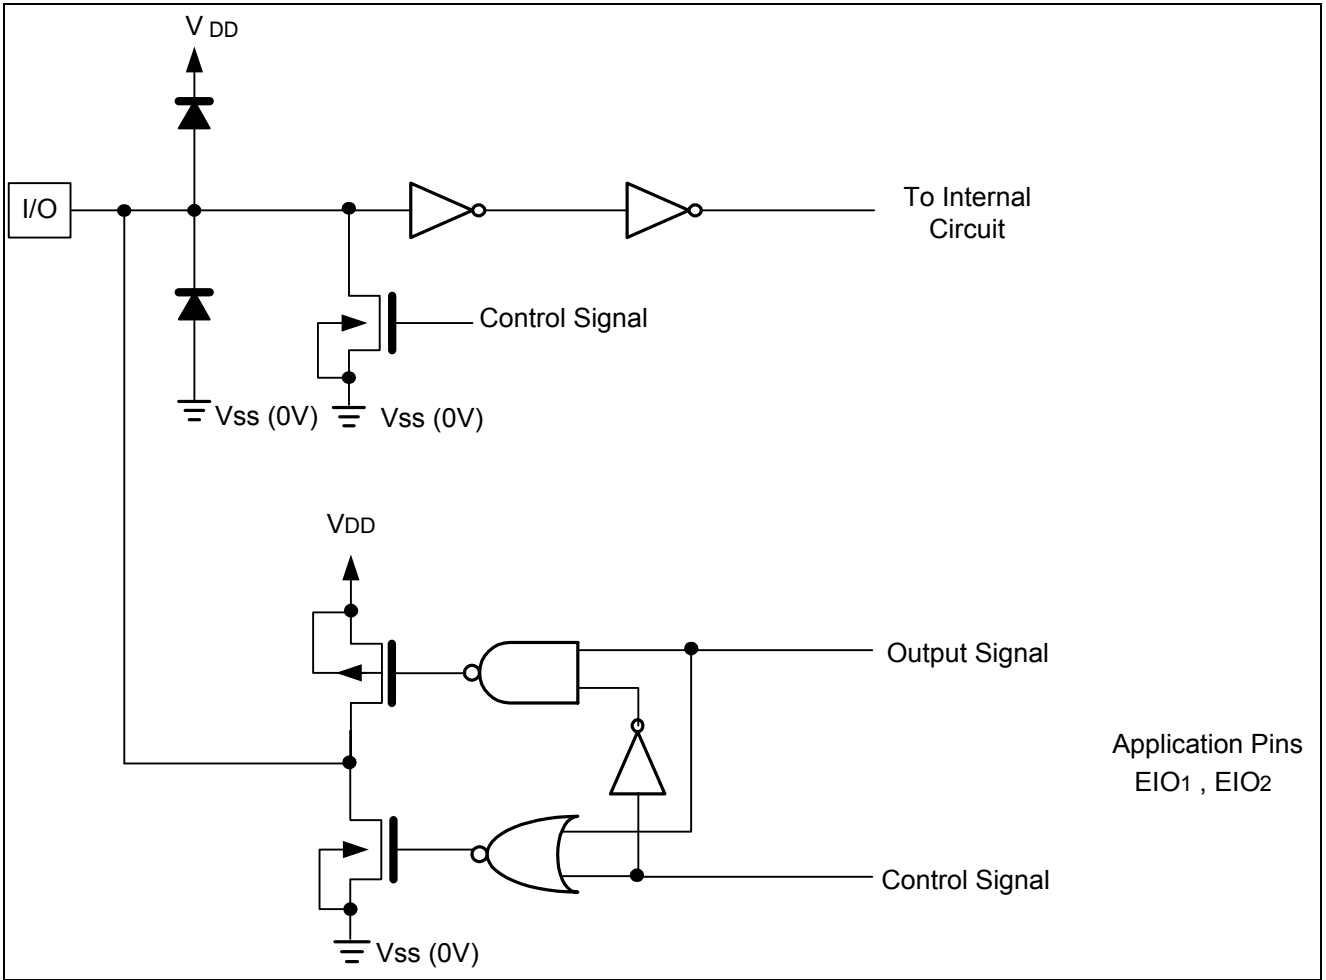 V DD
I/O
To Internal
Circuit
Control Signal
Vss (0V)
Vss (0V)
VDD
Output Signal
Application Pins
EIO1 , EIO2
Control Signal
Vss (0V)